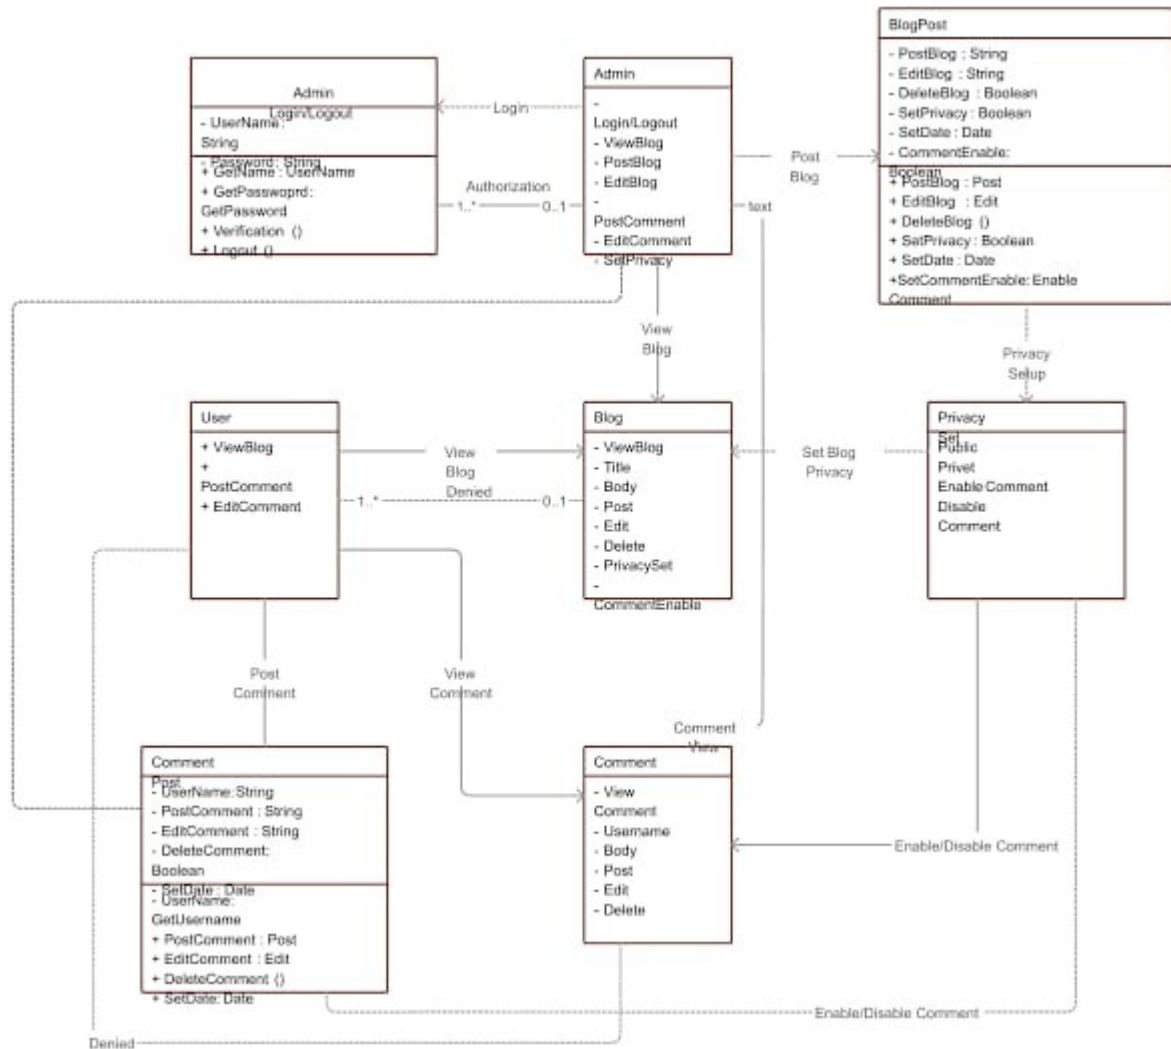 BlogPost
- PostBlog : String
- EditBlog : String
- DeleteBlog : Boolean
- SetPrivacy : Boolean
- SetDate : Date
- CommentEnable:
Boolean
+ PostBlog : Post
+ EditBlog : Edit
+ DeleteBlog ()
+ SetPrivacy : Boolean
+ SetDate : Date
+SetCommentEnable: Enable
Comment
Admin
Login/Logout
- UserName :
String
- Password : String
+ GetName : UserName
+ GetPasswoprd :
GetPassword
+ Verification ()
+ Logout ()
Login
Authorization
1..*
0..1
Admin
-
Login/Logout
- ViewBlog
- PostBlog
- EditBlog
-
PostComment
- EditComment
- SetPrivacy
Post
Blog
text
View
Blog
Privacy
Setup
User
+ ViewBlog
+
PostComment
+ EditComment
View
Blog
Denied
1..*
0..1
Blog
- ViewBlog
- Title
- Body
- Post
- Edit
- Delete
- PrivacySet
-
CommentEnable
Set Blog
Privacy
Privacy
Set
Public
Privet
Enable Comment
Disable
Comment
Post
Comment
View
Comment
Comment
View
Comment
Post
- UserName: String
- PostComment : String
- EditComment : String
- DeleteComment:
Boolean
- SetDate : Date
- UserName:
GetUsername
+ PostComment : Post
+ EditComment : Edit
+ DeleteComment ()
+ SetDate: Date
Comment
- View
Comment
- Username
- Body
- Post
- Edit
- Delete
Enable/Disable Comment
Enable/Disable Comment
Denied